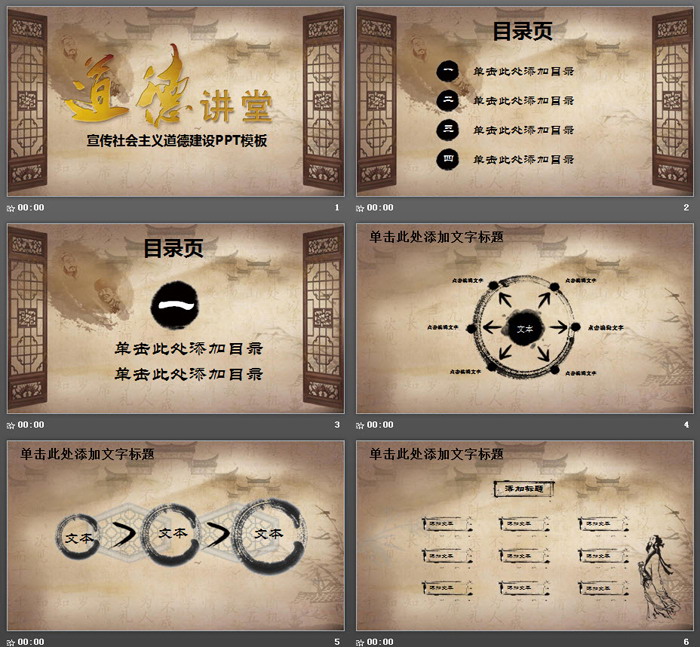 道德讲堂
宣传社会主义道德建设PPT模板
00:00
1
目录页
一 单击此处添加目录
二 单击此处添加目录
三 单击此处添加目录
四 单击此处添加目录
00:00
2
目录页
一
单击此处添加目录
单击此处添加目录
00:00
3
单击此处添加文字标题
点击编辑文字
点击编辑文字
点击编辑文字
文本
点击编辑文字
点击编辑文字
点击编辑文字
00:00
4
单击此处添加文字标题
文本
文本
文本
00:00
5
单击此处添加文字标题
添加标题
添加文本 添加文本 添加文本
添加文本 添加文本 添加文本
添加文本 添加文本 添加文本
00:00
6